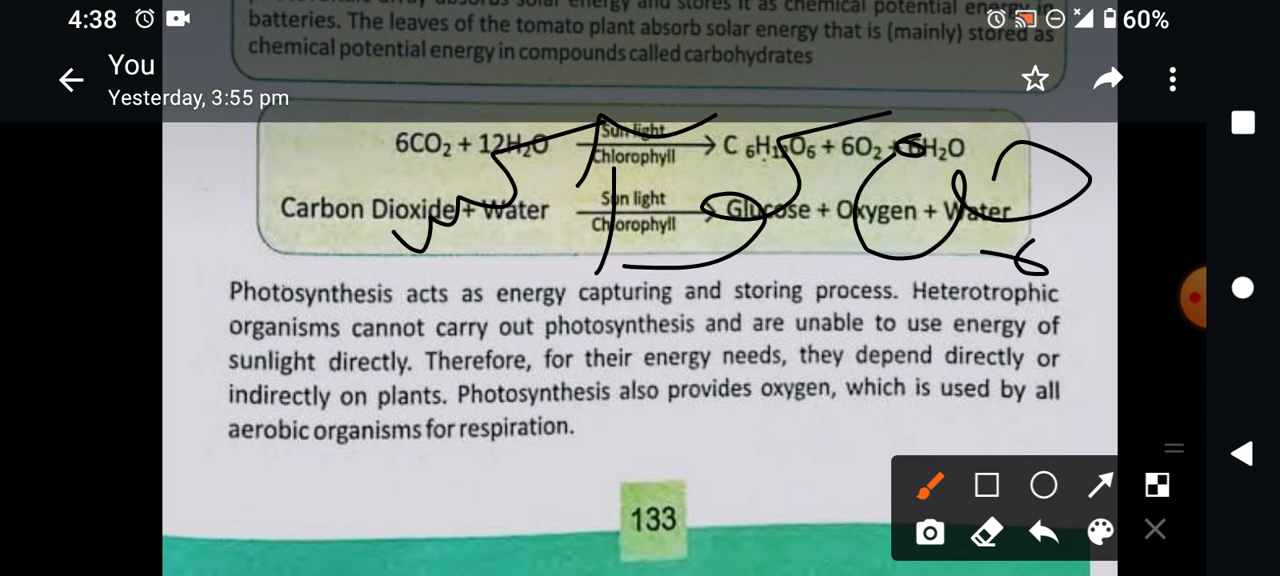 4:38
60%
You
Yesterday, 3:55 pm
batteries. The leaves of the tomato plant absorb solar energy that is (mainly) stored as
chemical potential energy in compounds called carbohydrates
6CO₂ + 12H₂O Sun light Chlorophyll → C ₆H₁₂O₆ + 6O₂ + 6H₂O
Carbon Dioxide + Water Sun light Chlorophyll → Glucose + Oxygen + Water
Photosynthesis acts as energy capturing and storing process. Heterotrophic
organisms cannot carry out photosynthesis and are unable to use energy of
sunlight directly. Therefore, for their energy needs, they depend directly or
indirectly on plants. Photosynthesis also provides oxygen, which is used by all
aerobic organisms for respiration.
133